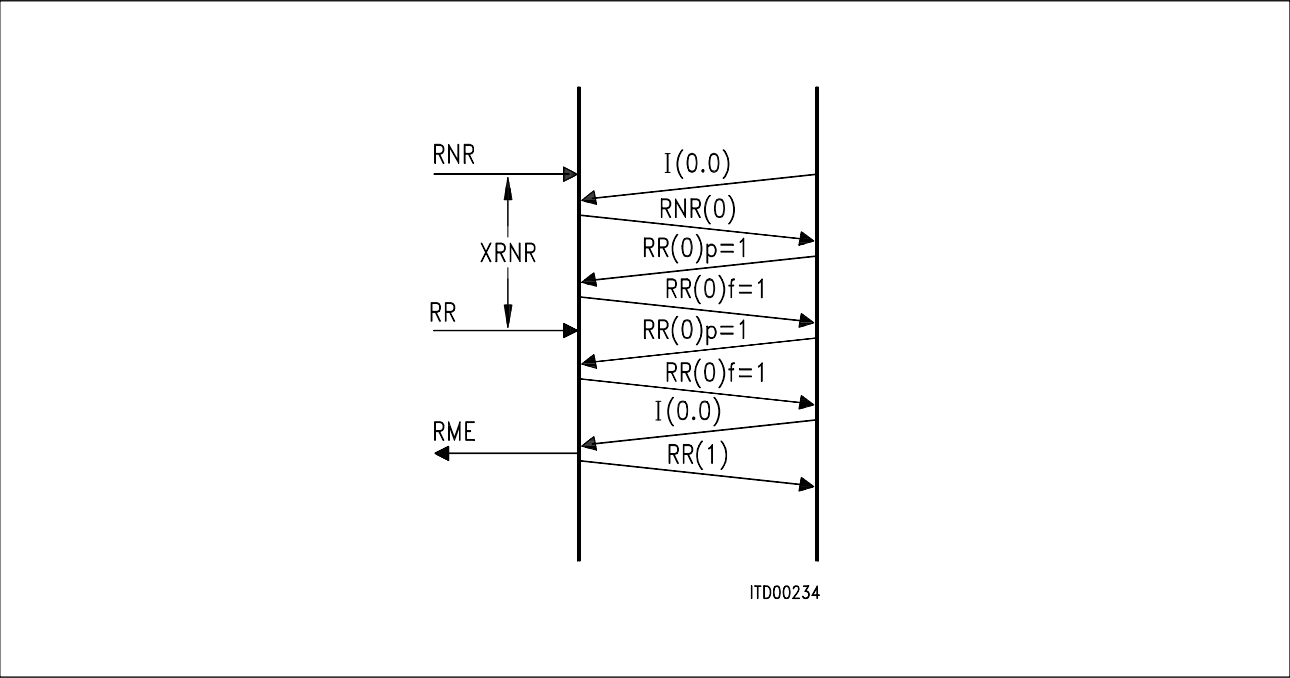 RNR
I(0.0)
RNR(0)
RR(0)p=1
XRNR
RR(0)f=1
RR
RR(0)p=1
RR(0)f=1
I(0.0)
RME
RR(1)
ITD00234